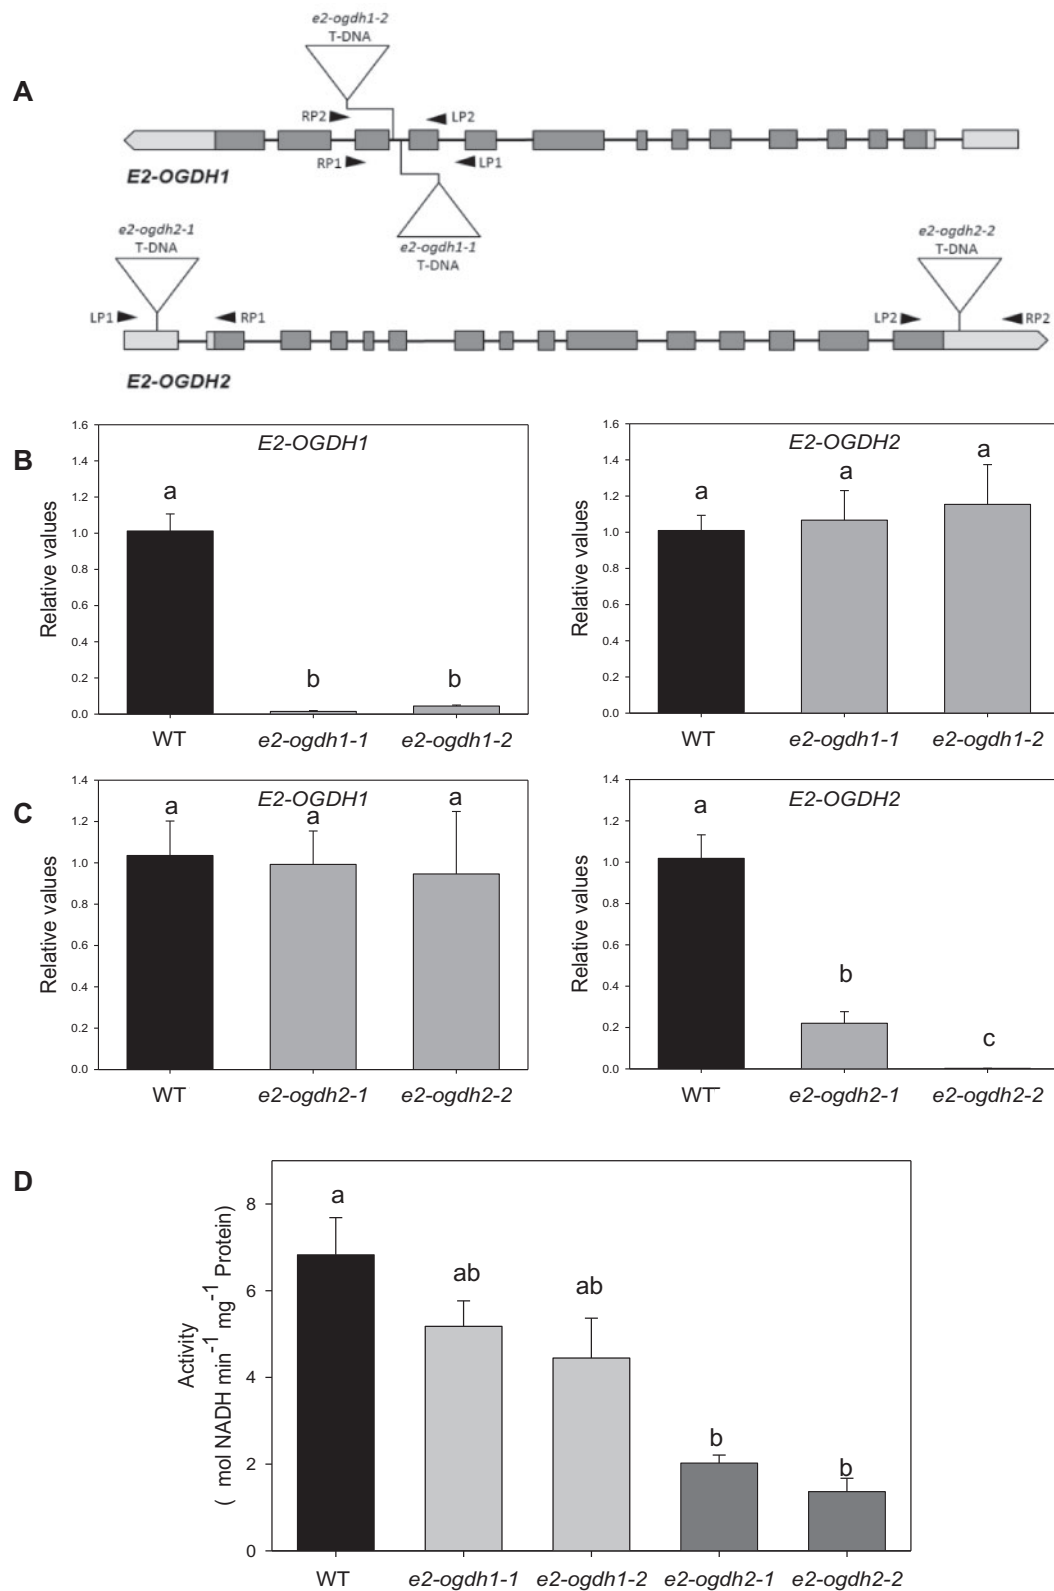 A
e2-ogdh1-2
T-DNA
RP2
LP2
RP1
LP1
E2-OGDH1
e2-ogdh1-1
T-DNA
e2-ogdh2-1
T-DNA
e2-ogdh2-2
T-DNA
LP1
RP1
LP2
RP2
E2-OGDH2
B
E2-OGDH1
Relative values
1.6
1.4
1.2
1.0
0.8
0.6
0.4
0.2
0.0
a
b
b
WT
e2-ogdh1-1
e2-ogdh1-2
E2-OGDH2
Relative values
1.6
1.4
1.2
1.0
0.8
0.6
0.4
0.2
0.0
a
a
a
WT
e2-ogdh1-1
e2-ogdh1-2
C
E2-OGDH1
Relative values
1.4
1.2
1.0
0.8
0.6
0.4
0.2
0.0
a
a
a
WT
e2-ogdh2-1
e2-ogdh2-2
E2-OGDH2
Relative values
1.4
1.2
1.0
0.8
0.6
0.4
0.2
0.0
a
b
c
WT
e2-ogdh2-1
e2-ogdh2-2
D
Activity
( mol NADH min⁻¹ mg⁻¹ Protein)
8
6
4
2
0
a
ab
ab
b
b
WT
e2-ogdh1-1
e2-ogdh1-2
e2-ogdh2-1
e2-ogdh2-2